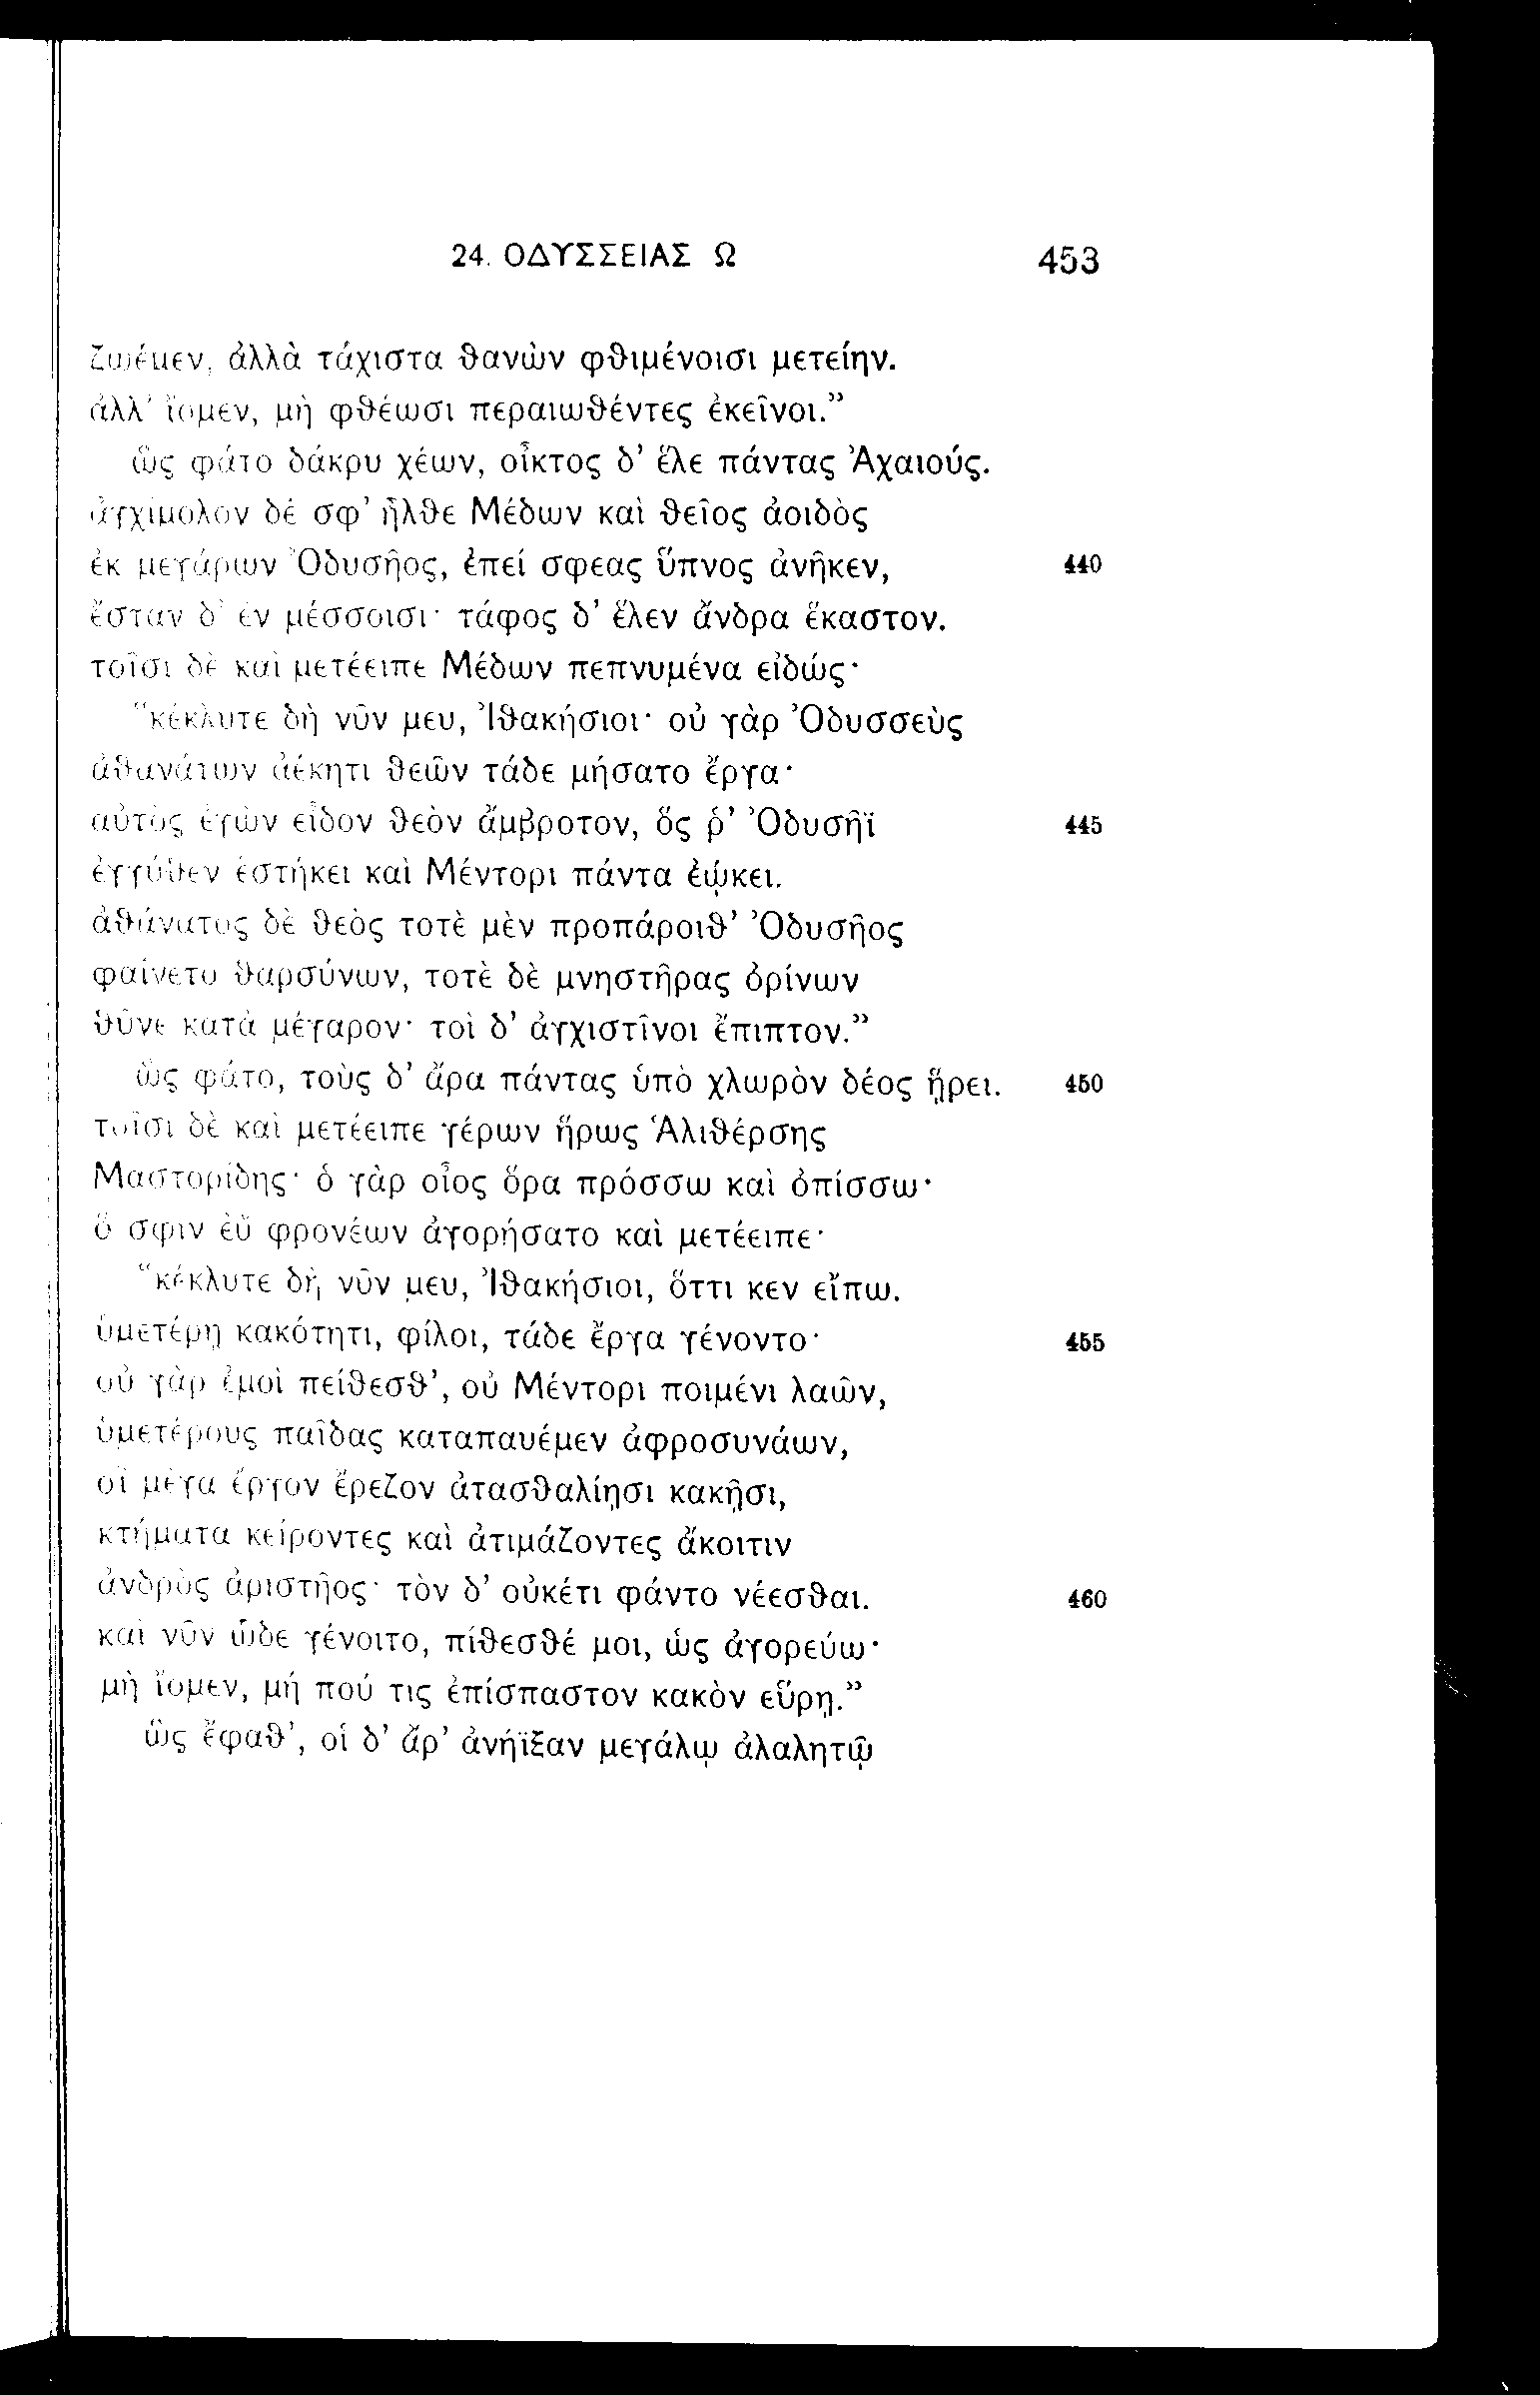 24. ΟΔΥΣΣΕΙΑΣ Ω 453
ζωέμεν, ἀλλὰ τάχιστα θανὼν φθιμένοισι μετείην.
ἀλλ' ἴομεν, μὴ φθέωσι περαιωθέντες ἐκεῖνοι.”
ὣς φάτο δάκρυ χέων, οἶκτος δ' ἕλε πάντας Ἀχαιούς.
ἀγχίμολον δέ σφ' ἦλθε Μέδων καὶ θεῖος ἀοιδὸς
ἐκ μεγάρων Ὀδυσῆος, ἐπεί σφεας ὕπνος ἀνῆκεν, 440
ἔσταν δ' ἐν μέσσοισι· τάφος δ' ἕλεν ἄνδρα ἕκαστον.
τοῖσι δὲ καὶ μετέειπε Μέδων πεπνυμένα εἰδώς·
“κέκλυτε δὴ νῦν μευ, Ἰθακήσιοι· οὐ γὰρ Ὀδυσσεὺς
ἀθανάτων ἀέκητι θεῶν τάδε μήσατο ἔργα·
αὐτὸς ἐγὼν εἶδον θεὸν ἄμβροτον, ὅς ῥ' Ὀδυσῆϊ 445
ἐγγύθεν ἑστήκει καὶ Μέντορι πάντα ἐῴκει.
ἀθάνατος δὲ θεὸς τοτὲ μὲν προπάροιθ' Ὀδυσῆος
φαίνετο θαρσύνων, τοτὲ δὲ μνηστῆρας ὀρίνων
θῦνε κατὰ μέγαρον· τοὶ δ' ἀγχιστῖνοι ἔπιπτον.”
ὣς φάτο, τοὺς δ' ἄρα πάντας ὑπὸ χλωρὸν δέος ᾕρει. 450
τοῖσι δὲ καὶ μετέειπε γέρων ἥρως Ἁλιθέρσης
Μαστορίδης· ὁ γὰρ οἶος ὅρα πρόσσω καὶ ὀπίσσω·
ὅ σφιν ἐὺ φρονέων ἀγορήσατο καὶ μετέειπε·
“κέκλυτε δὴ νῦν μευ, Ἰθακήσιοι, ὅττι κεν εἴπω.
ὑμετέρῃ κακότητι, φίλοι, τάδε ἔργα γένοντο· 455
οὐ γὰρ ἐμοὶ πείθεσθ', οὐ Μέντορι ποιμένι λαῶν,
ὑμετέρους παῖδας καταπαυέμεν ἀφροσυνάων,
οἳ μέγα ἔργον ἔρεζον ἀτασθαλίῃσι κακῇσι,
κτήματα κείροντες καὶ ἀτιμάζοντες ἄκοιτιν
ἀνδρὸς ἀριστῆος· τὸν δ' οὐκέτι φάντο νέεσθαι. 460
καὶ νῦν ὧδε γένοιτο, πίθεσθέ μοι, ὡς ἀγορεύω·
μὴ ἴομεν, μή πού τις ἐπίσπαστον κακὸν εὕρῃ.”
ὣς ἔφαθ', οἱ δ' ἄρ' ἀνήϊξαν μεγάλῳ ἀλαλητῷ